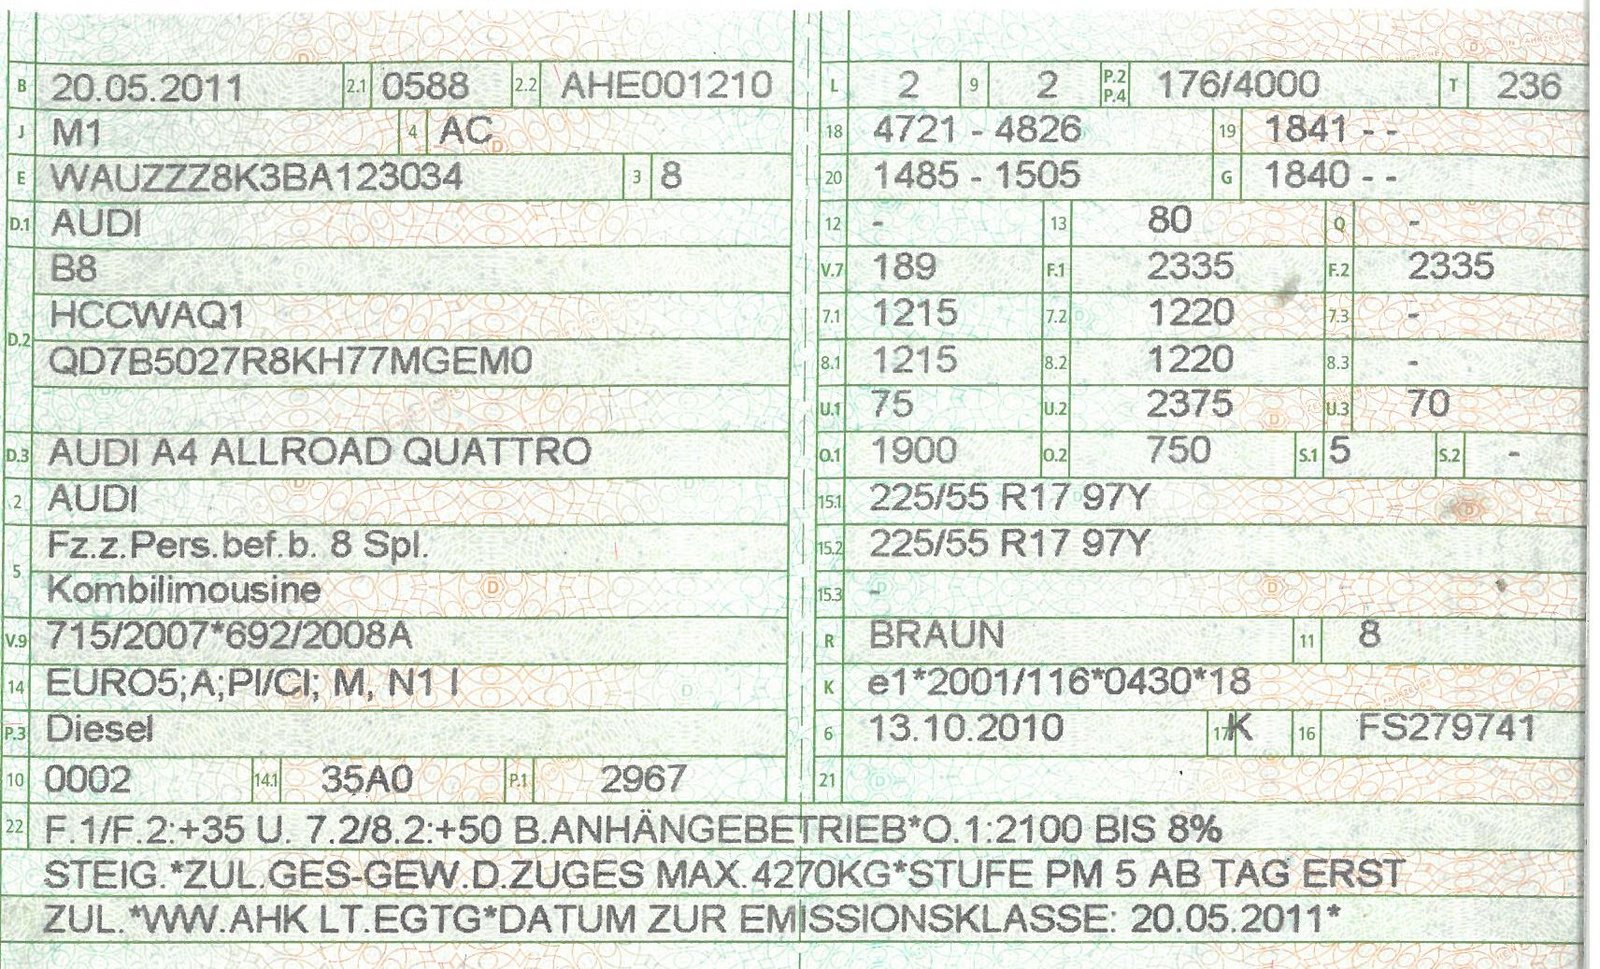 B 20.05.2011 2.1 0588 2.2 AHE001210
J M1 4 AC
E WAUZZZ8K3BA123034 3 8
D.1 AUDI
B8
D.2 HCCWAQ1
QD7B5027R8KH77MGEM0
D.3 AUDI A4 ALLROAD QUATTRO
2 AUDI
5 Fz.z.Pers.bef.b. 8 Spl.
Kombilimousine
V.9 715/2007*692/2008A
14 EURO5;A;PI/CI; M, N1 I
P.3 Diesel
10 0002 14.1 35A0 P.1 2967
L 2 9 2 P.2 P.4 176/4000 T 236
18 4721 - 4826 19 1841 - -
20 1485 - 1505 G 1840 - -
12 - 13 80 Q -
V.7 189 F.1 2335 F.2 2335
7.1 1215 7.2 1220 7.3 -
8.1 1215 8.2 1220 8.3 -
U.1 75 U.2 2375 U.3 70
O.1 1900 O.2 750 S.1 5 S.2 -
15.1 225/55 R17 97Y
15.2 225/55 R17 97Y
15.3 -
R BRAUN 11 8
K e1*2001/116*0430*18
6 13.10.2010 17 K 16 FS279741
21
22 F.1/F.2:+35 U. 7.2/8.2:+50 B.ANHÄNGEBETRIEB*O.1:2100 BIS 8%
STEIG.*ZUL.GES-GEW.D.ZUGES MAX.4270KG*STUFE PM 5 AB TAG ERST
ZUL.*WW.AHK LT.EGTG*DATUM ZUR EMISSIONSKLASSE: 20.05.2011*